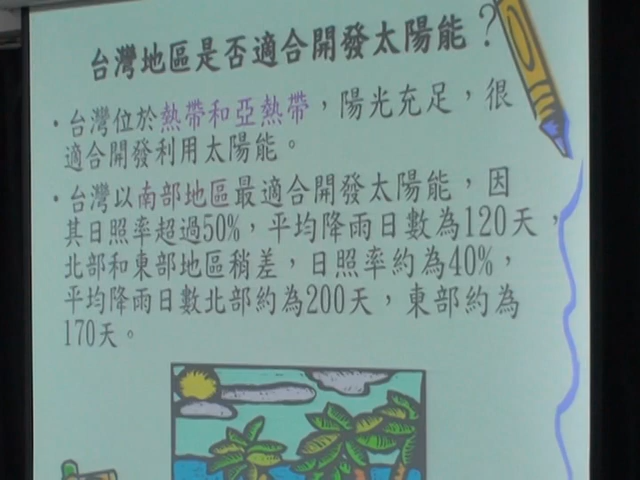 台灣地區是否適合開發太陽能？
•台灣位於熱帶和亞熱帶，陽光充足，很
適合開發利用太陽能。
•台灣以南部地區最適合開發太陽能，因
其日照率超過50%，平均降雨日數為120天，
北部和東部地區稍差，日照率約為40%，
平均降雨日數北部約為200天，東部約為
170天。